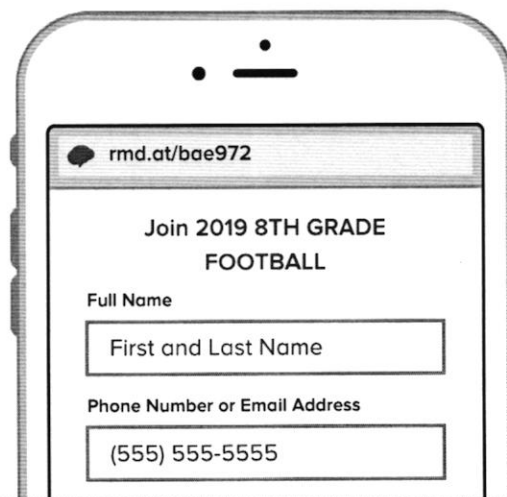 rmd.at/bae972
Join 2019 8TH GRADE
FOOTBALL
Full Name
First and Last Name
Phone Number or Email Address
(555) 555-5555